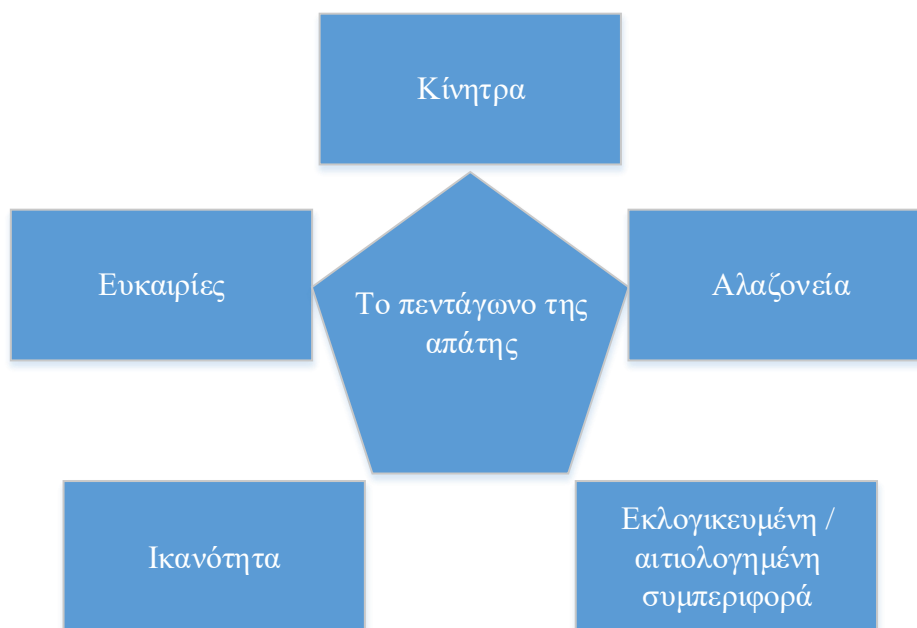 Κίνητρα
Ευκαιρίες
Το πεντάγωνο της
απάτης
Αλαζονεία
Ικανότητα
Εκλογικευμένη /
αιτιολογημένη
συμπεριφορά